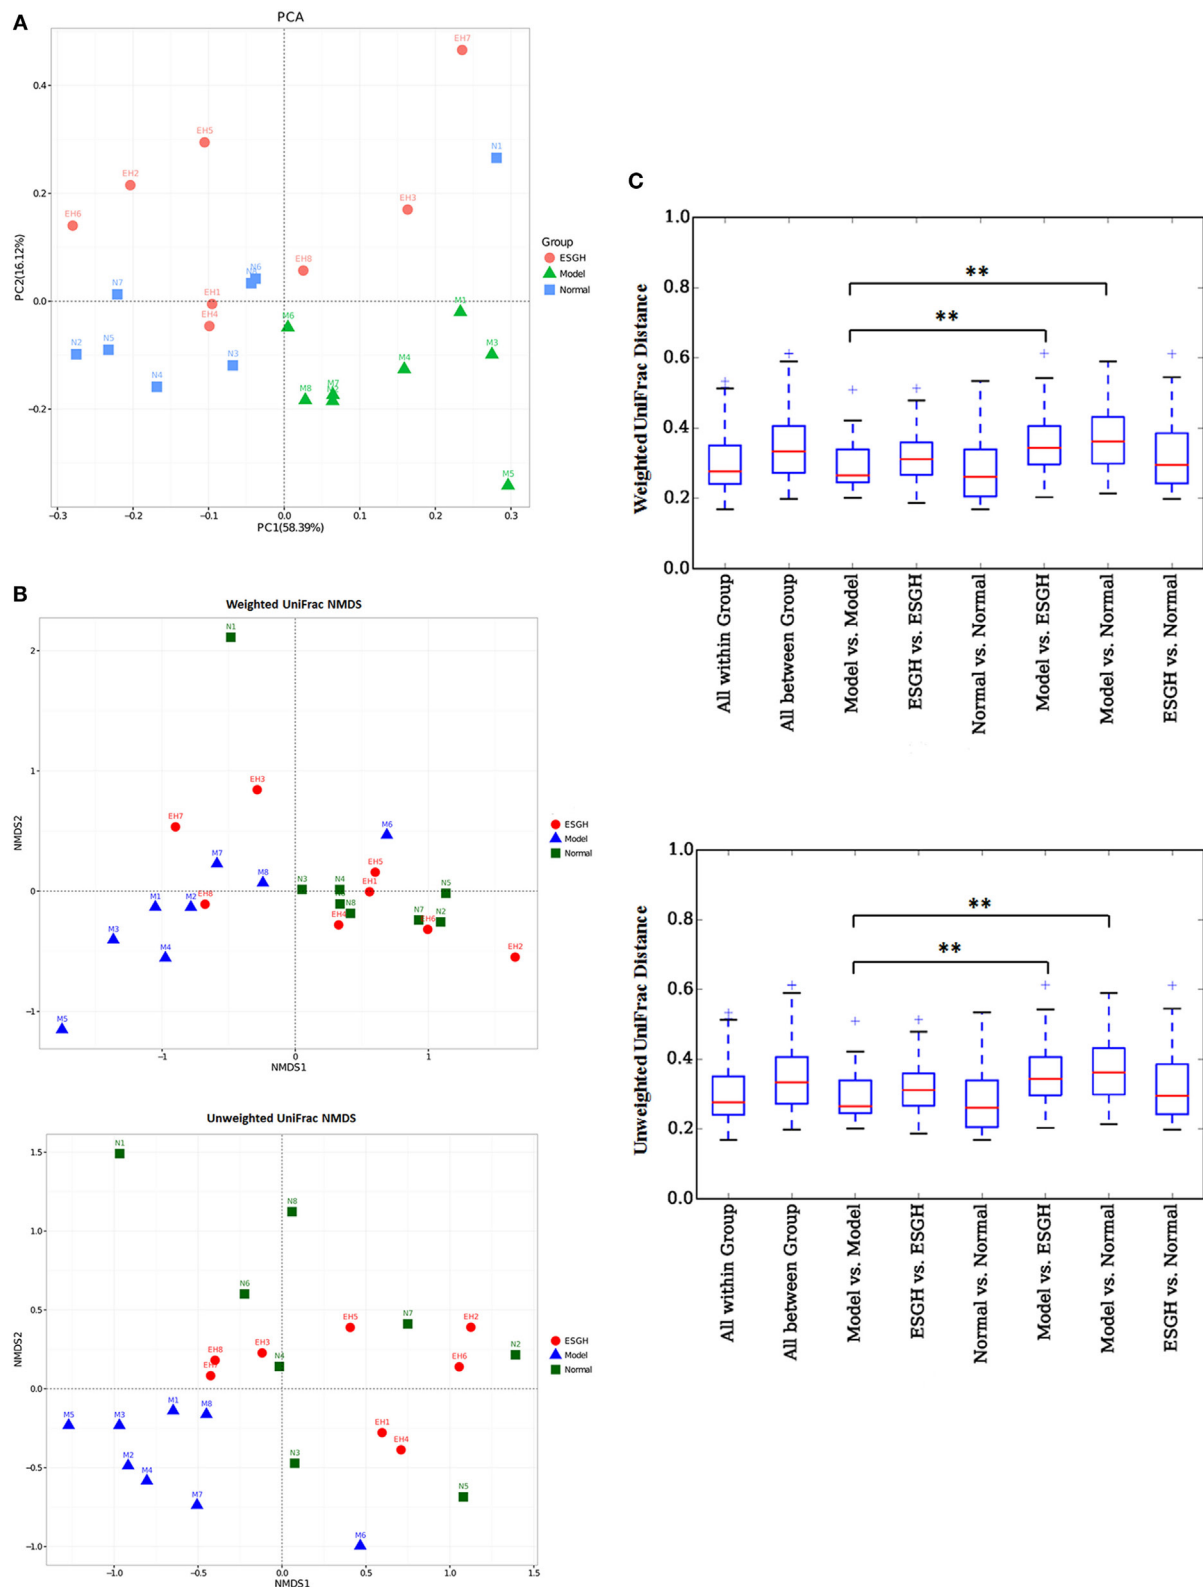 A
PCA
EH7
0.4
EH5
N1
EH2
0.2
EH3
EH6
N6
EH8
N7
PC2(16.12%)
0.0
EH1
M1
EH4
M6
N2
N5
N3
M3
M4
N4
M7
M8
−0.2
M5
−0.3
−0.2
−0.1
0.0
0.1
0.2
0.3
PC1(58.39%)
Group
ESGH
Model
Normal
B
Weighted UniFrac NMDS
N1
2
1
EH3
EH7
M6
M7
EH5
M8
N3
N4
EH1
N5
0
M1
M2
EH8
N8
N7
N2
EH4
EH6
M3
M4
EH2
−1
M5
−1
0
1
NMDS1
NMDS2
ESGH
Model
Normal
Unweighted UniFrac NMDS
N1
1.5
N8
1.0
N6
0.5
EH5
N7
EH2
EH3
EH8
N2
N4
EH6
EH7
0.0
M1
M8
M5
M3
EH1
EH4
M2
N3
−0.5
M4
N5
M7
M6
−1.0
−1.0
−0.5
0.0
0.5
1.0
1.5
NMDS1
NMDS2
ESGH
Model
Normal
C
1.0
0.8
0.6
0.4
0.2
0.0
Weighted UniFrac Distance
**
**
All within Group
All between Group
Model vs. Model
ESGH vs. ESGH
Normal vs. Normal
Model vs. ESGH
Model vs. Normal
ESGH vs. Normal
1.0
0.8
0.6
0.4
0.2
0.0
Unweighted UniFrac Distance
**
**
All within Group
All between Group
Model vs. Model
ESGH vs. ESGH
Normal vs. Normal
Model vs. ESGH
Model vs. Normal
ESGH vs. Normal